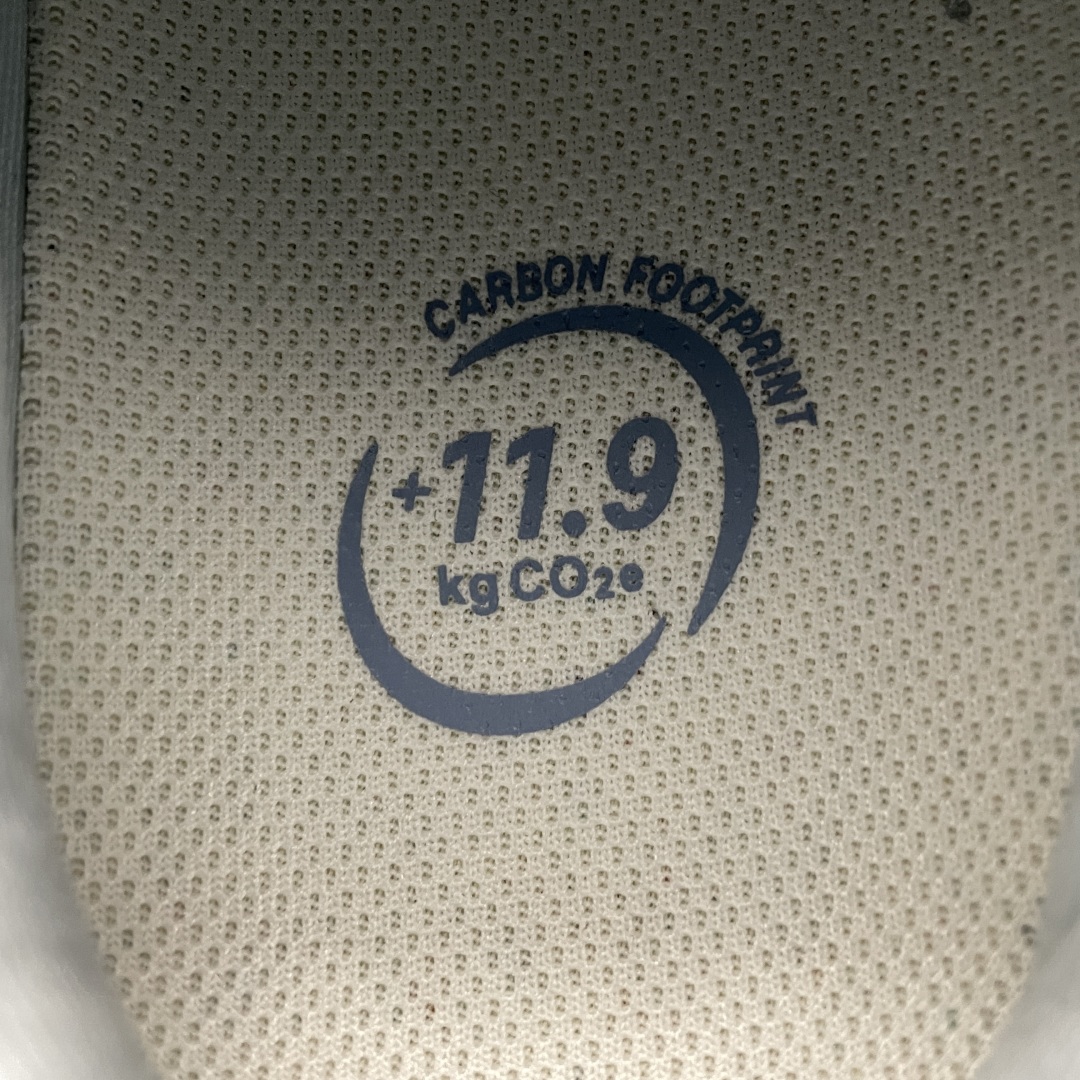 CARBON FOOTPRINT
+11.9
kg CO₂e